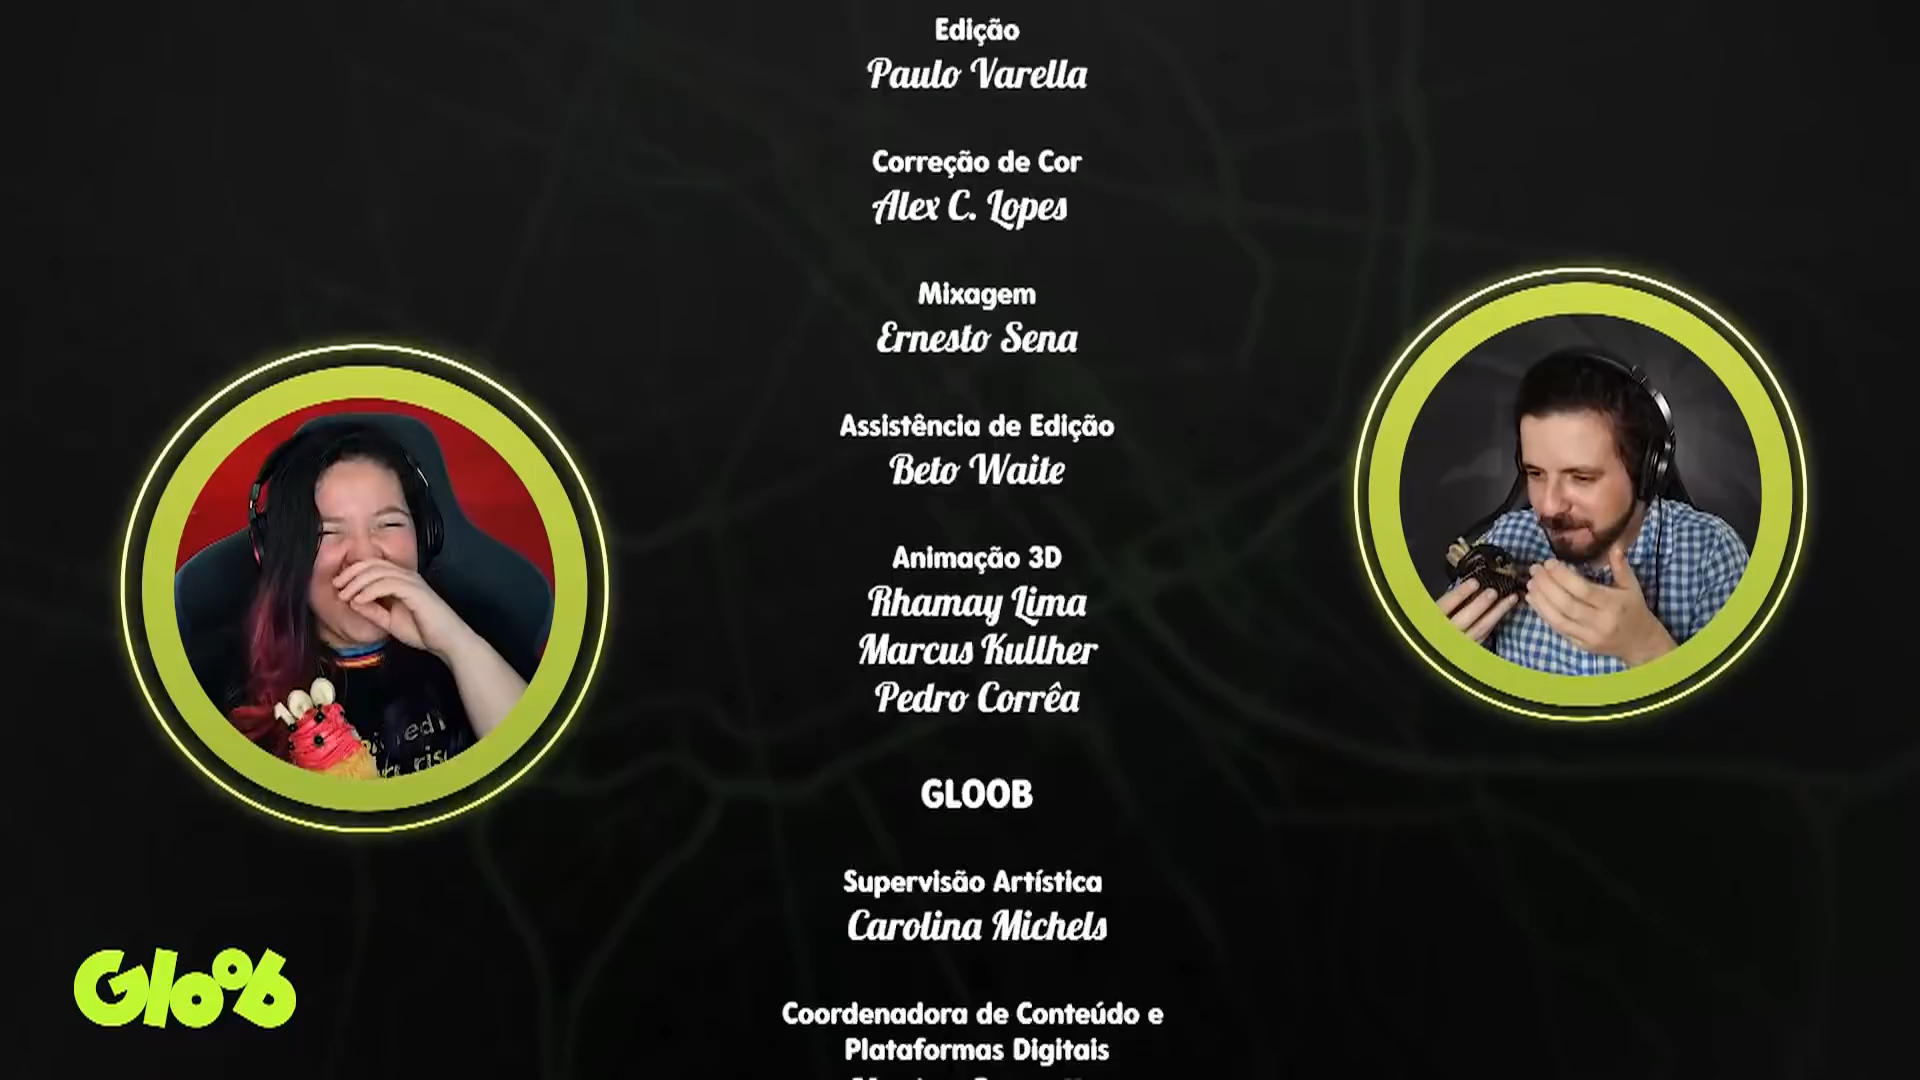 Edição
Paulo Varella
Correção de Cor
Alex C. Lopes
Mixagem
Ernesto Sena
Assistência de Edição
Beto Waite
Animação 3D
Rhamay Lima
Marcus Kullher
Pedro Corrêa
GLOOB
Supervisão Artística
Carolina Michels
Coordenadora de Conteúdo e
Plataformas Digitais
Gloob